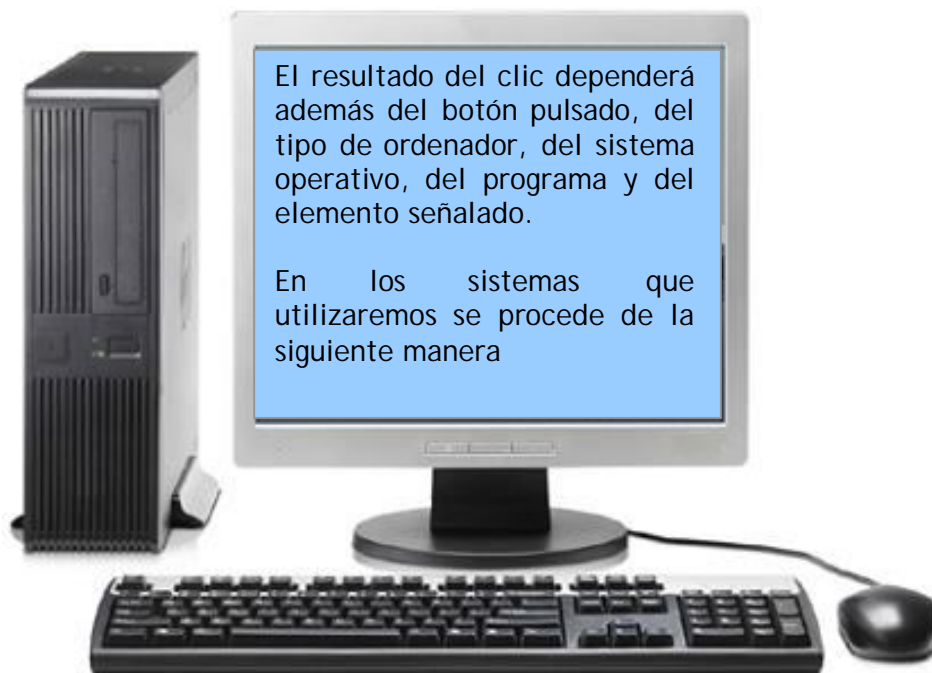 El resultado del clic dependerá
además del botón pulsado, del
tipo de ordenador, del sistema
operativo, del programa y del
elemento señalado.
En los sistemas que
utilizaremos se procede de la
siguiente manera